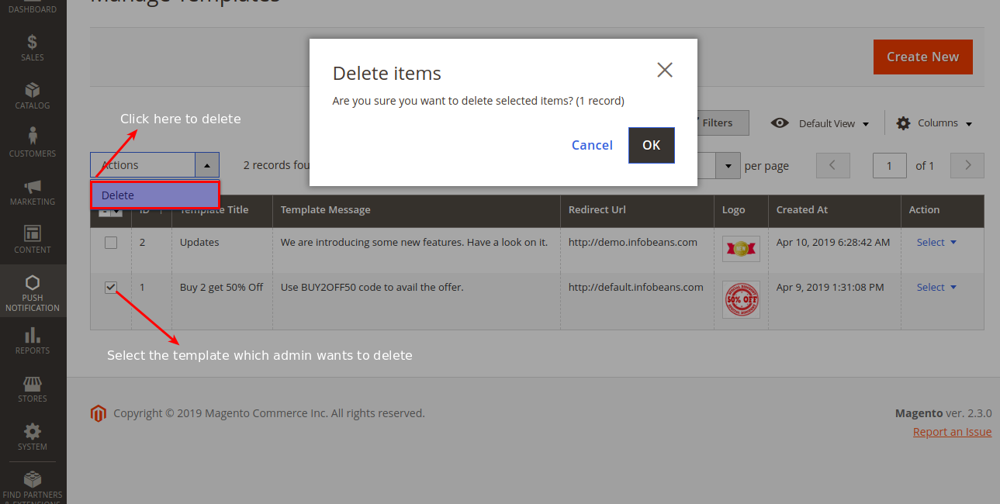 Manage Templates
DASHBOARD
SALES
CATALOG
CUSTOMERS
MARKETING
CONTENT
PUSH
NOTIFICATION
REPORTS
STORES
SYSTEM
FIND PARTNERS
& EXTENSIONS
Create New
Delete items
Are you sure you want to delete selected items? (1 record)
Cancel
OK
Click here to delete
Filters
Default View
Columns
Actions
2 records fou
per page
1
of 1
Delete
ID
Template Title
Template Message
Redirect Url
Logo
Created At
Action
2
Updates
We are introducing some new features. Have a look on it.
http://demo.infobeans.com
Apr 10, 2019 6:28:42 AM
Select
1
Buy 2 get 50% Off
Use BUY2OFF50 code to avail the offer.
http://default.infobeans.com
SPECIAL DISCOUNT
50% OFF
SPECIAL DISCOUNT
Apr 9, 2019 1:31:08 PM
Select
Select the template which admin wants to delete
Copyright © 2019 Magento Commerce Inc. All rights reserved.
Magento ver. 2.3.0
Report an Issue